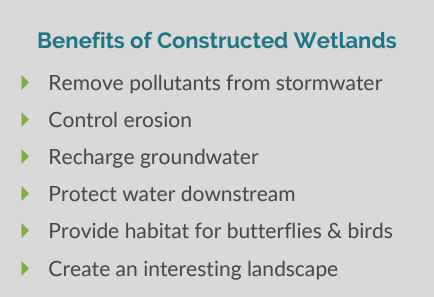 Benefits of Constructed Wetlands
Remove pollutants from stormwater
Control erosion
Recharge groundwater
Protect water downstream
Provide habitat for butterflies & birds
Create an interesting landscape